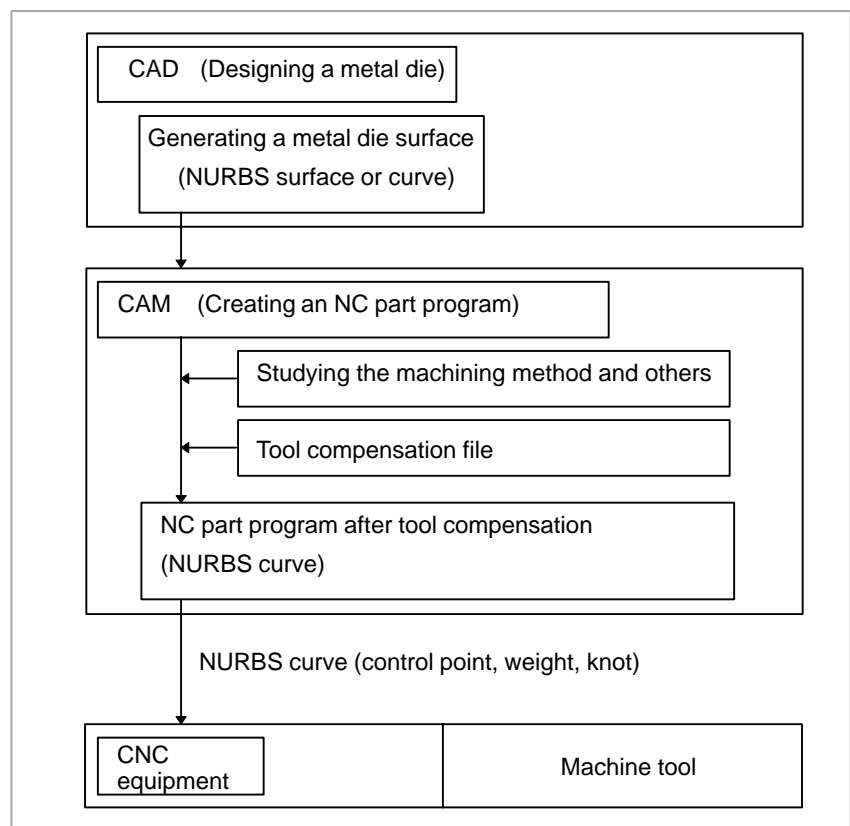 CAD (Designing a metal die)
Generating a metal die surface
(NURBS surface or curve)
CAM (Creating an NC part program)
Studying the machining method and others
Tool compensation file
NC part program after tool compensation
(NURBS curve)
NURBS curve (control point, weight, knot)
CNC
equipment
Machine tool